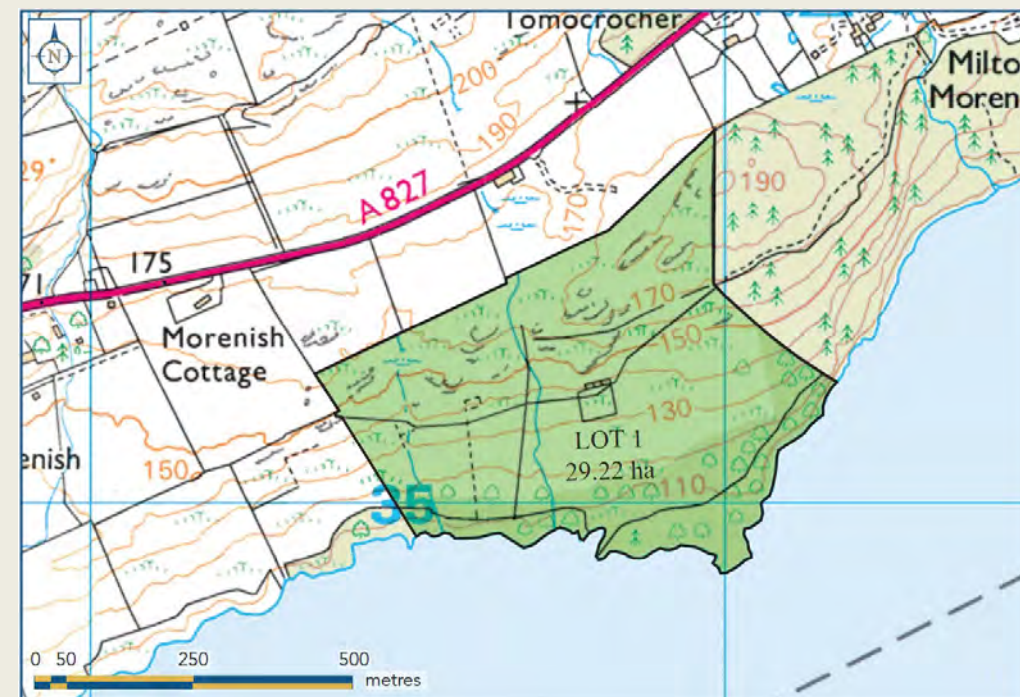 Tomocrocher
N
200
Milto
Moren
190
29
A 827
190
170
71
175
170
Morenish
Cottage
150
130
LOT 1
29.22 ha
enish
150
110
35
0 50 250 500
metres